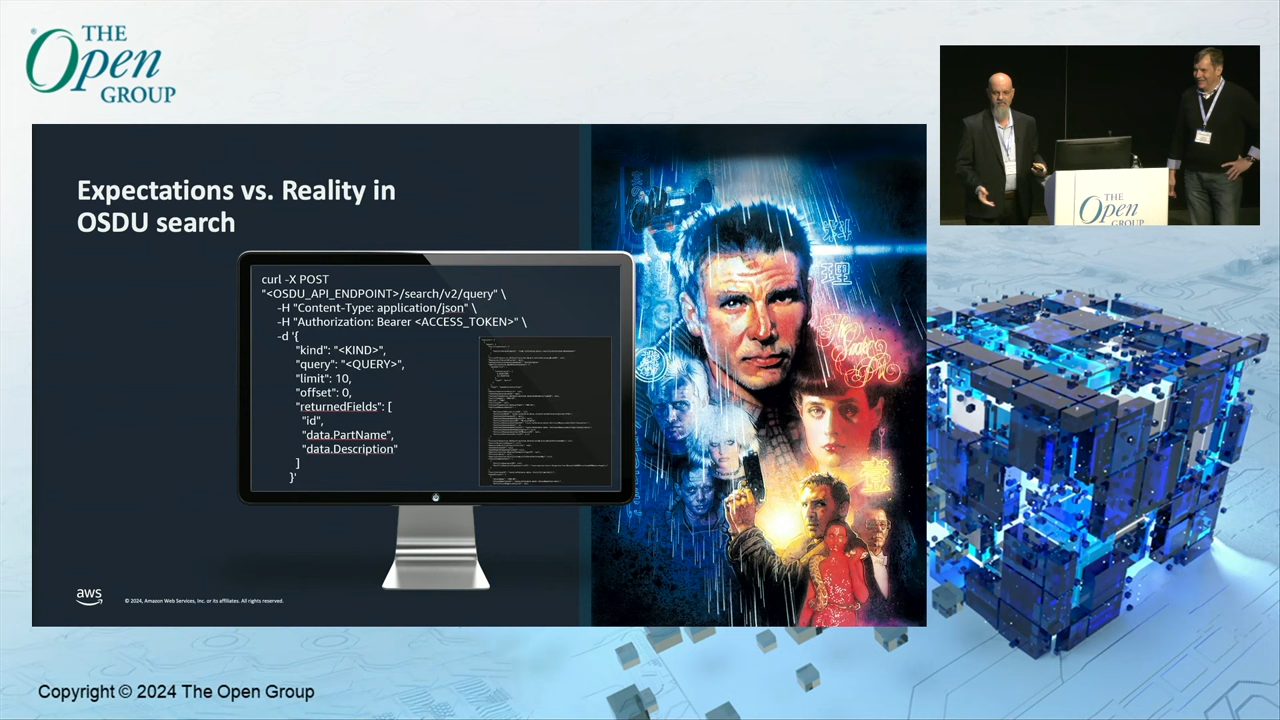 THE
Open
GROUP
Expectations vs. Reality in
OSDU search
curl -X POST
"<OSDU_API_ENDPOINT>/search/v2/query" \
-H "Content-Type: application/json" \
-H "Authorization: Bearer <ACCESS_TOKEN>" \
-d '{
"kind": "<KIND>",
"query": "<QUERY>",
"limit": 10,
"offset": 0,
"returnedFields": [
"id",
"data.PartName",
"data.Description"
]
}'
料
理
aws
© 2024, Amazon Web Services, Inc. or its affiliates. All rights reserved.
THE
Open
GROUP
Copyright © 2024 The Open Group